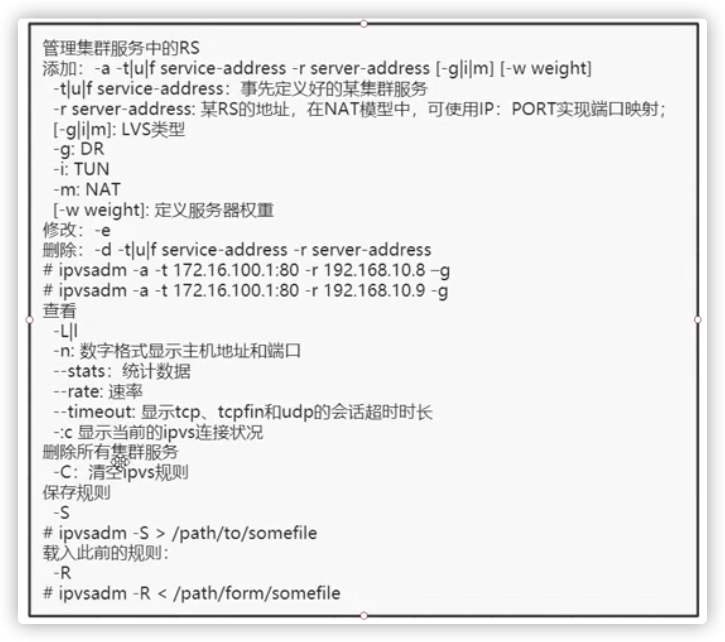 管理集群服务中的RS
添加：-a -t|u|f service-address -r server-address [-g|i|m] [-w weight]
-t|u|f service-address：事先定义好的某集群服务
-r server-address: 某RS的地址，在NAT模型中，可使用IP：PORT实现端口映射；
[-g|i|m]: LVS类型
-g: DR
-i: TUN
-m: NAT
[-w weight]: 定义服务器权重
修改：-e
删除：-d -t|u|f service-address -r server-address
# ipvsadm -a -t 172.16.100.1:80 -r 192.168.10.8 –g
# ipvsadm -a -t 172.16.100.1:80 -r 192.168.10.9 -g
查看
-L|l
-n: 数字格式显示主机地址和端口
--stats：统计数据
--rate: 速率
--timeout: 显示tcp、tcpfin和udp的会话超时时长
-:c 显示当前的ipvs连接状况
删除所有集群服务
-C：清空ipvs规则
保存规则
-S
# ipvsadm -S > /path/to/somefile
载入此前的规则：
-R
# ipvsadm -R < /path/form/somefile